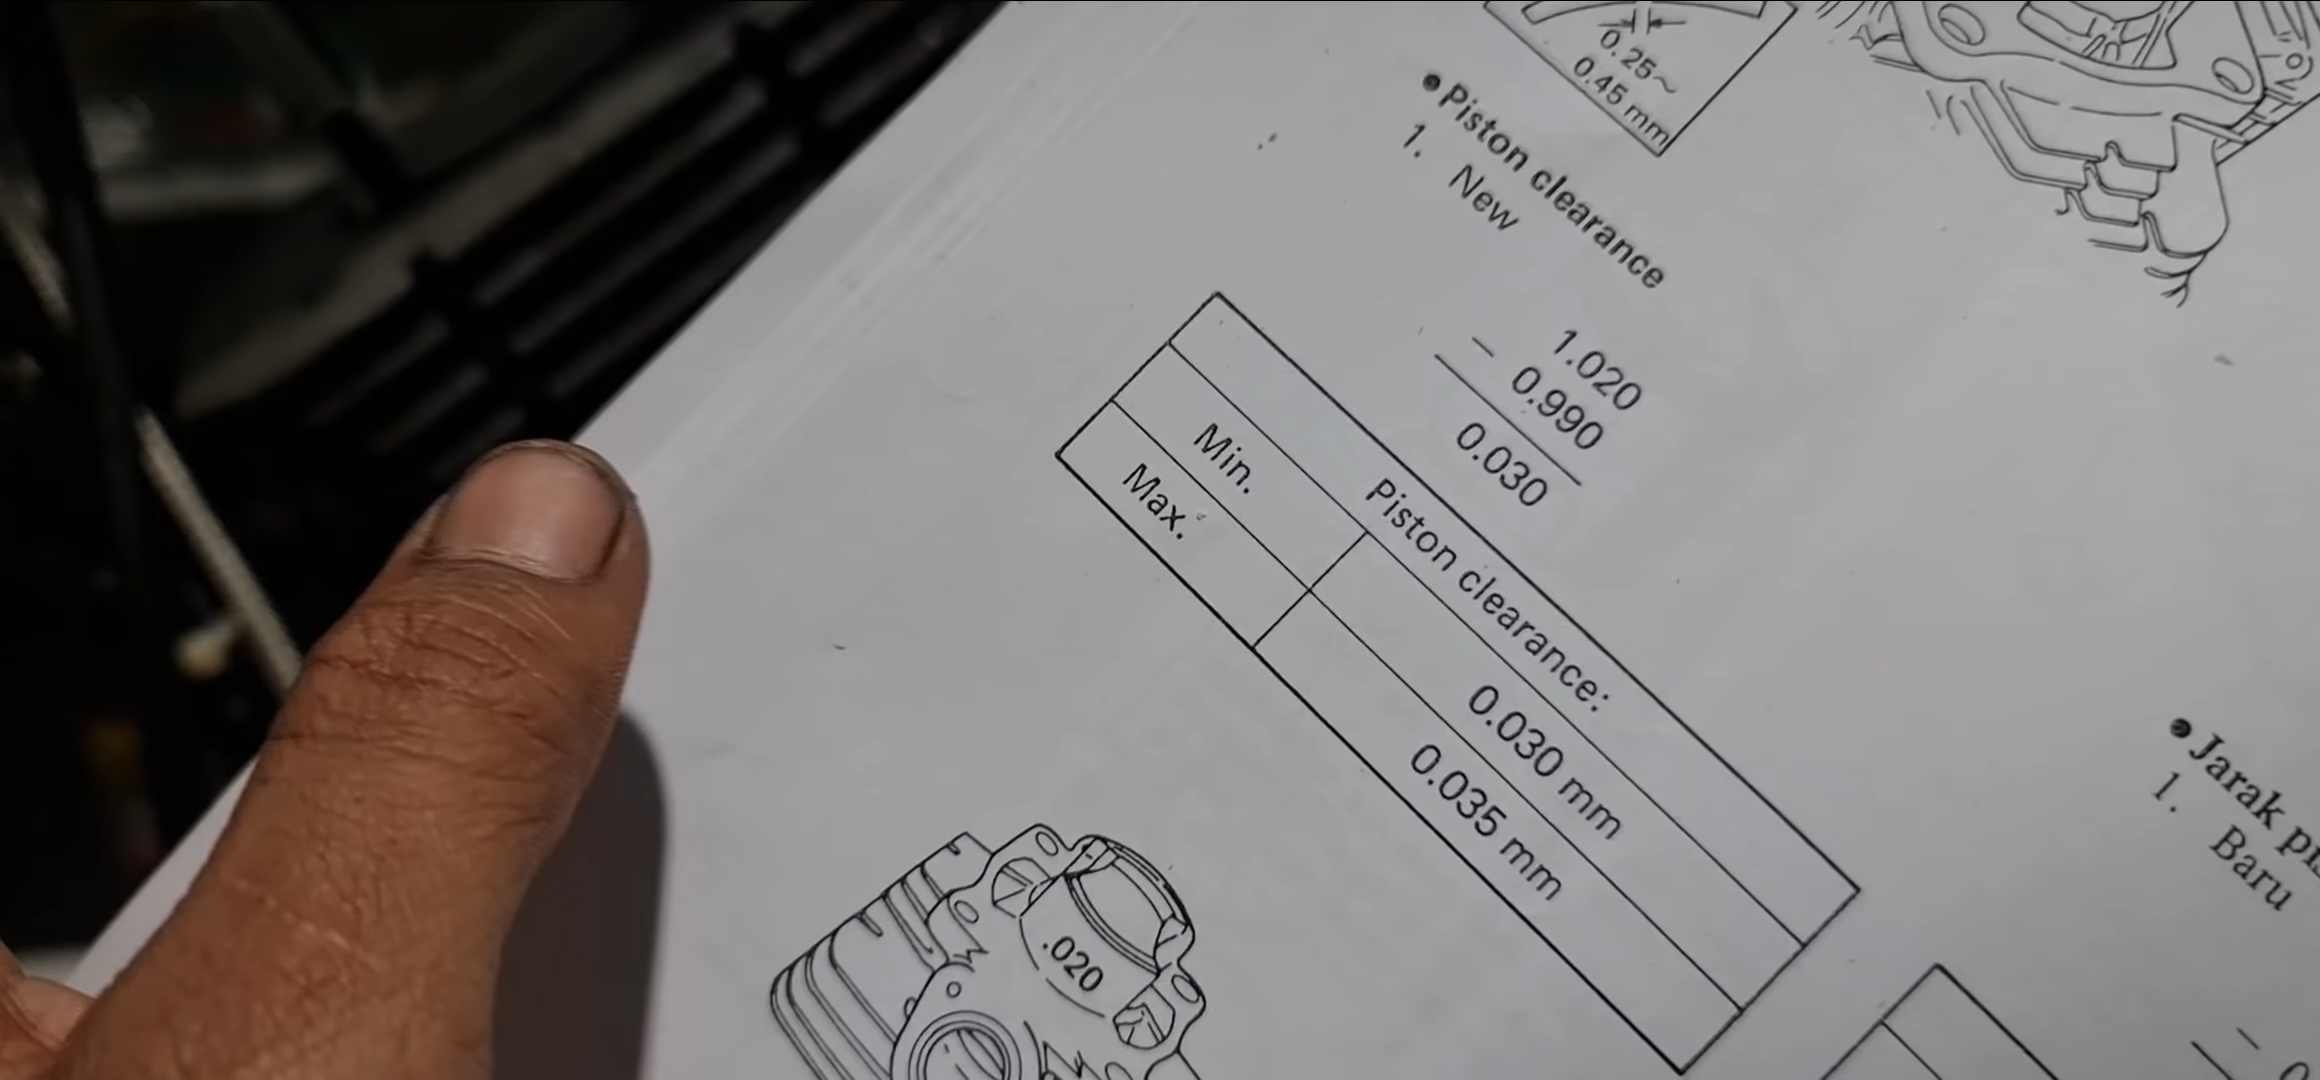 0.25~
0.45 mm
● Piston clearance
1. New
1.020
− 0.990
0.030
Piston clearance:
Min. 0.030 mm
Max. 0.035 mm
.020
● Jarak
1. Baru